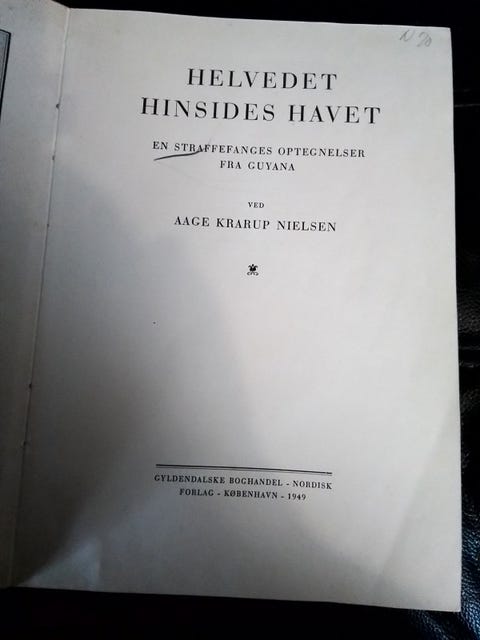 HELVEDET
HINSIDES HAVET
EN STRAFFEFANGES OPTEGNELSER
FRA GUYANA
VED
AAGE KRARUP NIELSEN
GYLDENDALSKE BOGHANDEL - NORDISK
FORLAG - KØBENHAVN - 1949